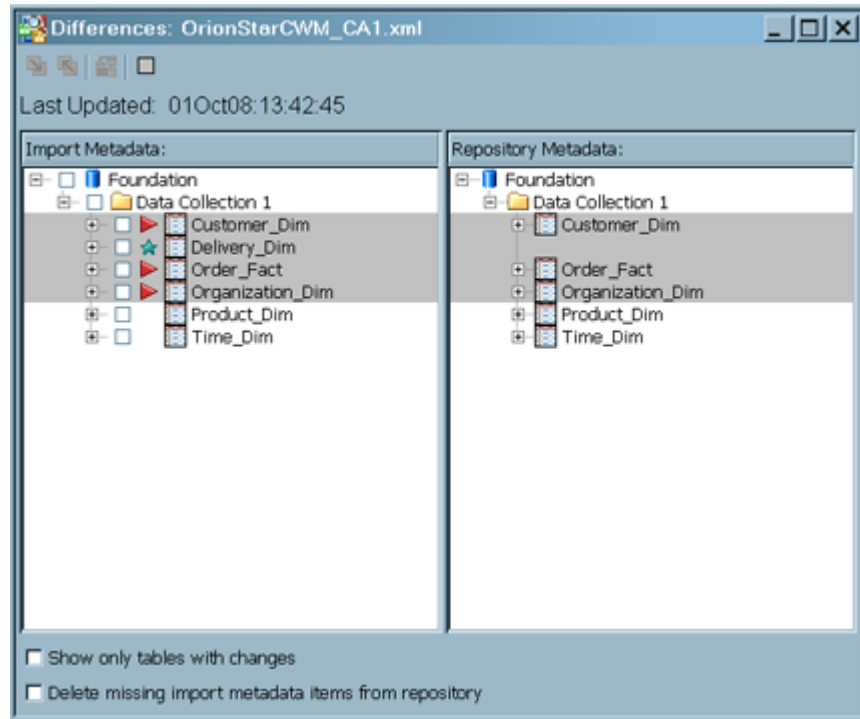 Differences: OrionStarCWM_CA1.xml
Last Updated: 01Oct08:13:42:45
Import Metadata:
Foundation
Data Collection 1
Customer_Dim
Delivery_Dim
Order_Fact
Organization_Dim
Product_Dim
Time_Dim
Repository Metadata:
Foundation
Data Collection 1
Customer_Dim
Order_Fact
Organization_Dim
Product_Dim
Time_Dim
Show only tables with changes
Delete missing import metadata items from repository